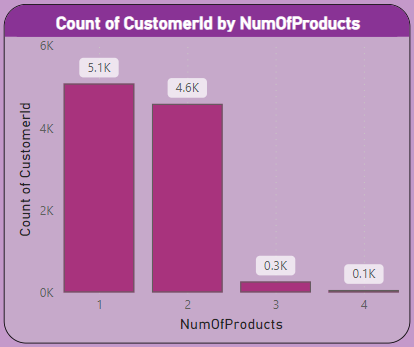 Count of CustomerId by NumOfProducts
6K
4K
2K
0K
Count of CustomerId
5.1K
4.6K
0.3K
0.1K
1 2 3 4
NumOfProducts